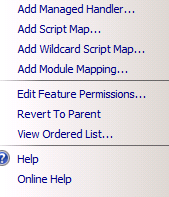 Add Managed Handler...
Add Script Map...
Add Wildcard Script Map...
Add Module Mapping...
Edit Feature Permissions...
Revert To Parent
View Ordered List...
Help
Online Help